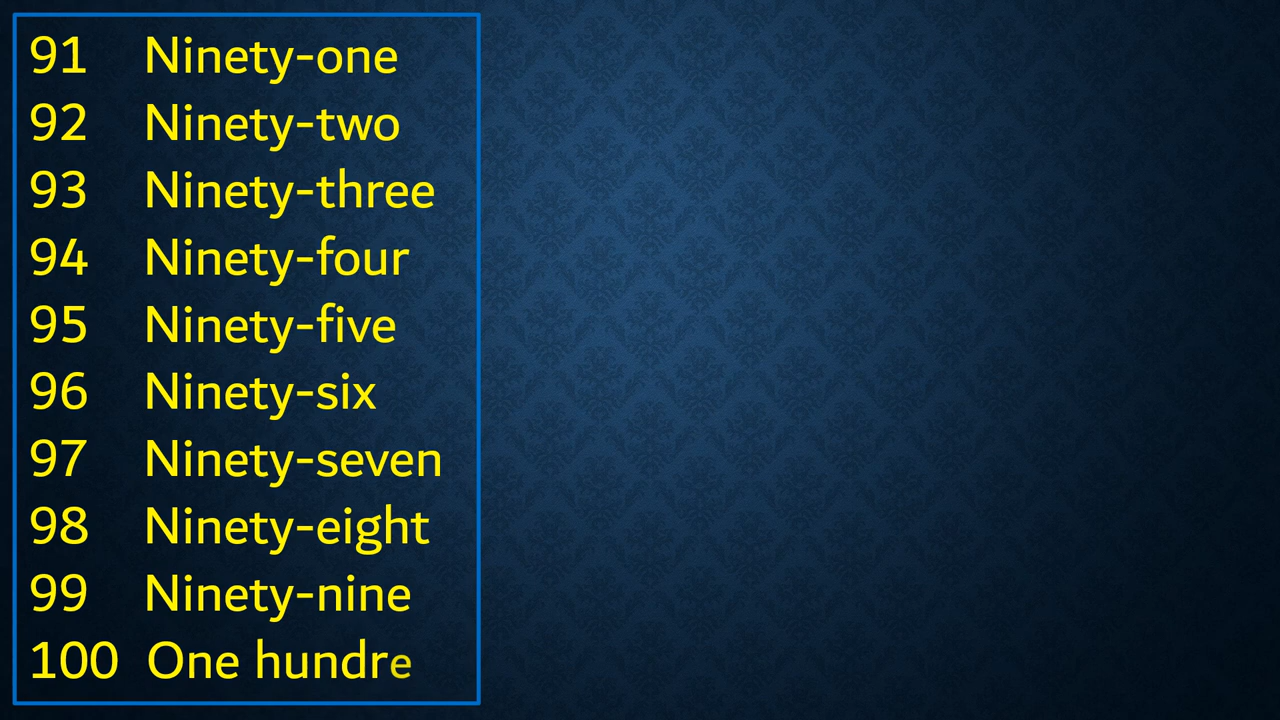 91 Ninety-one
92 Ninety-two
93 Ninety-three
94 Ninety-four
95 Ninety-five
96 Ninety-six
97 Ninety-seven
98 Ninety-eight
99 Ninety-nine
100 One hundre